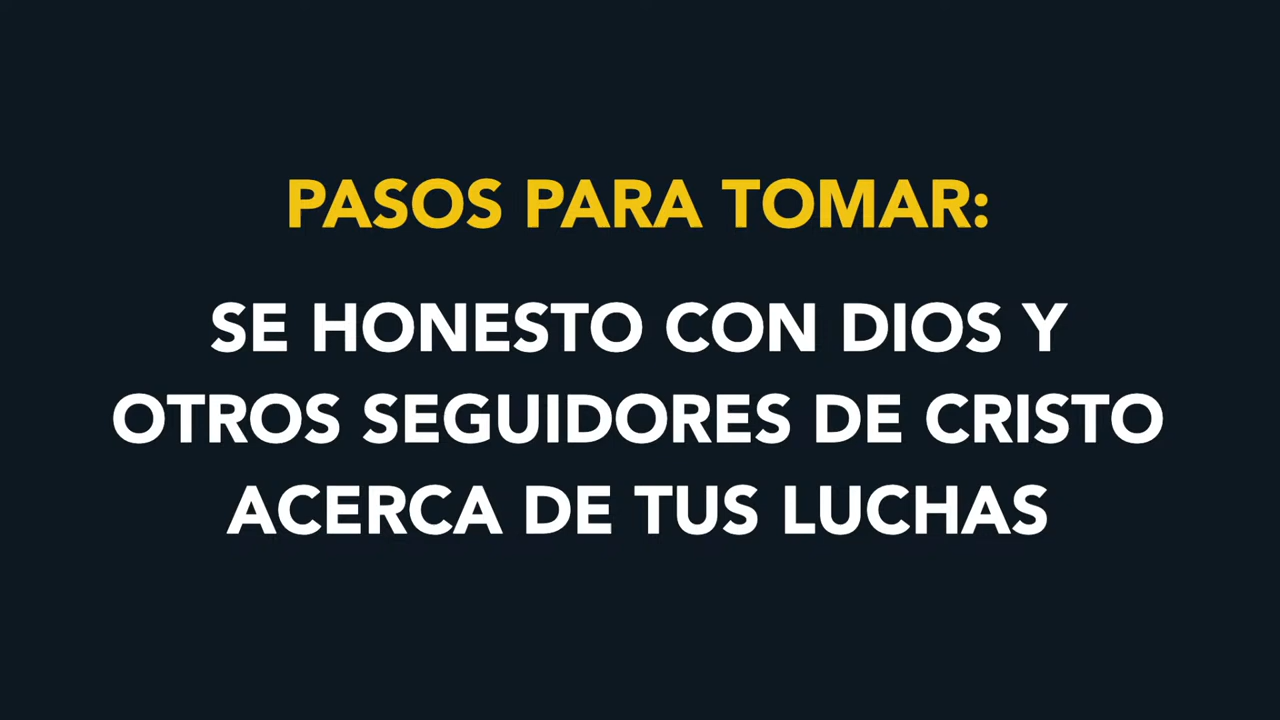 PASOS PARA TOMAR:
SE HONESTO CON DIOS Y
OTROS SEGUIDORES DE CRISTO
ACERCA DE TUS LUCHAS